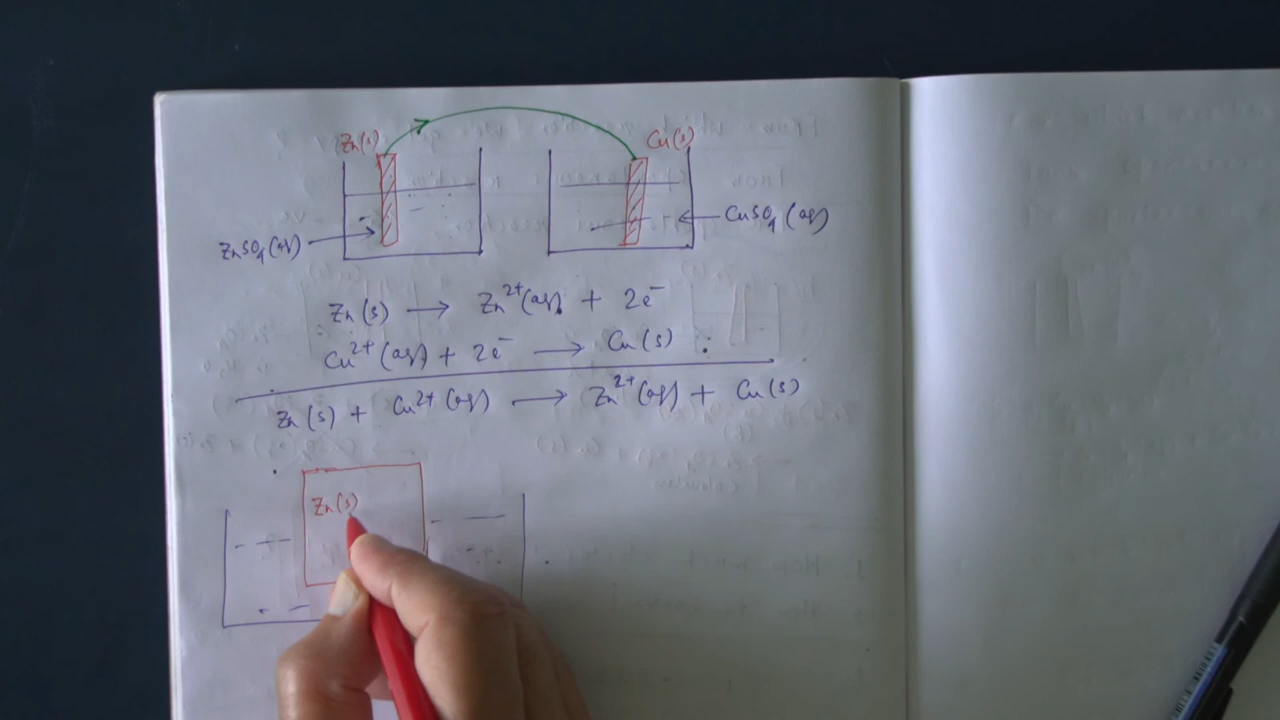 Zn(s) Cu(s)
ZnSO4(aq) CuSO4(aq)
Zn(s) → Zn²⁺(aq) + 2e⁻
Cu²⁺(aq) + 2e⁻ → Cu(s)
Zn(s) + Cu²⁺(aq) → Zn²⁺(aq) + Cu(s)
Zn(s)